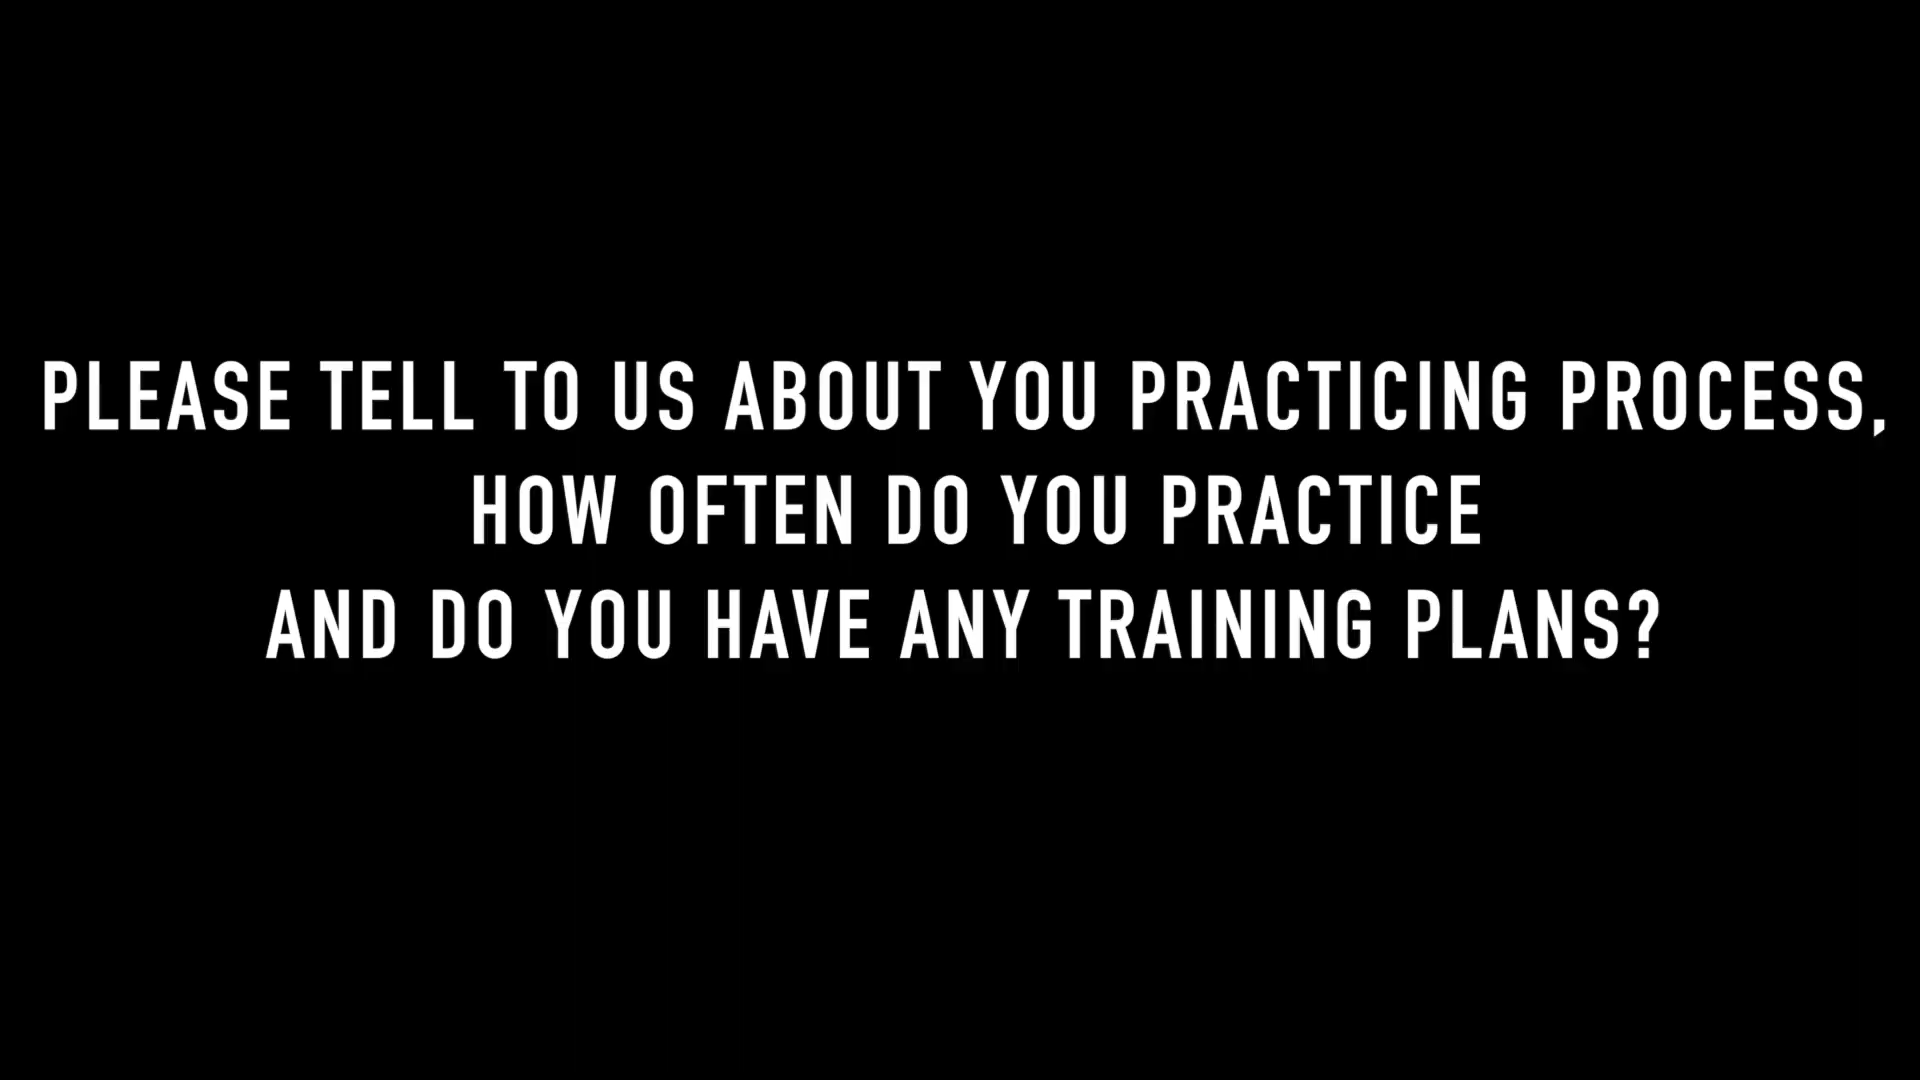 PLEASE TELL TO US ABOUT YOU PRACTICING PROCESS,
HOW OFTEN DO YOU PRACTICE
AND DO YOU HAVE ANY TRAINING PLANS?